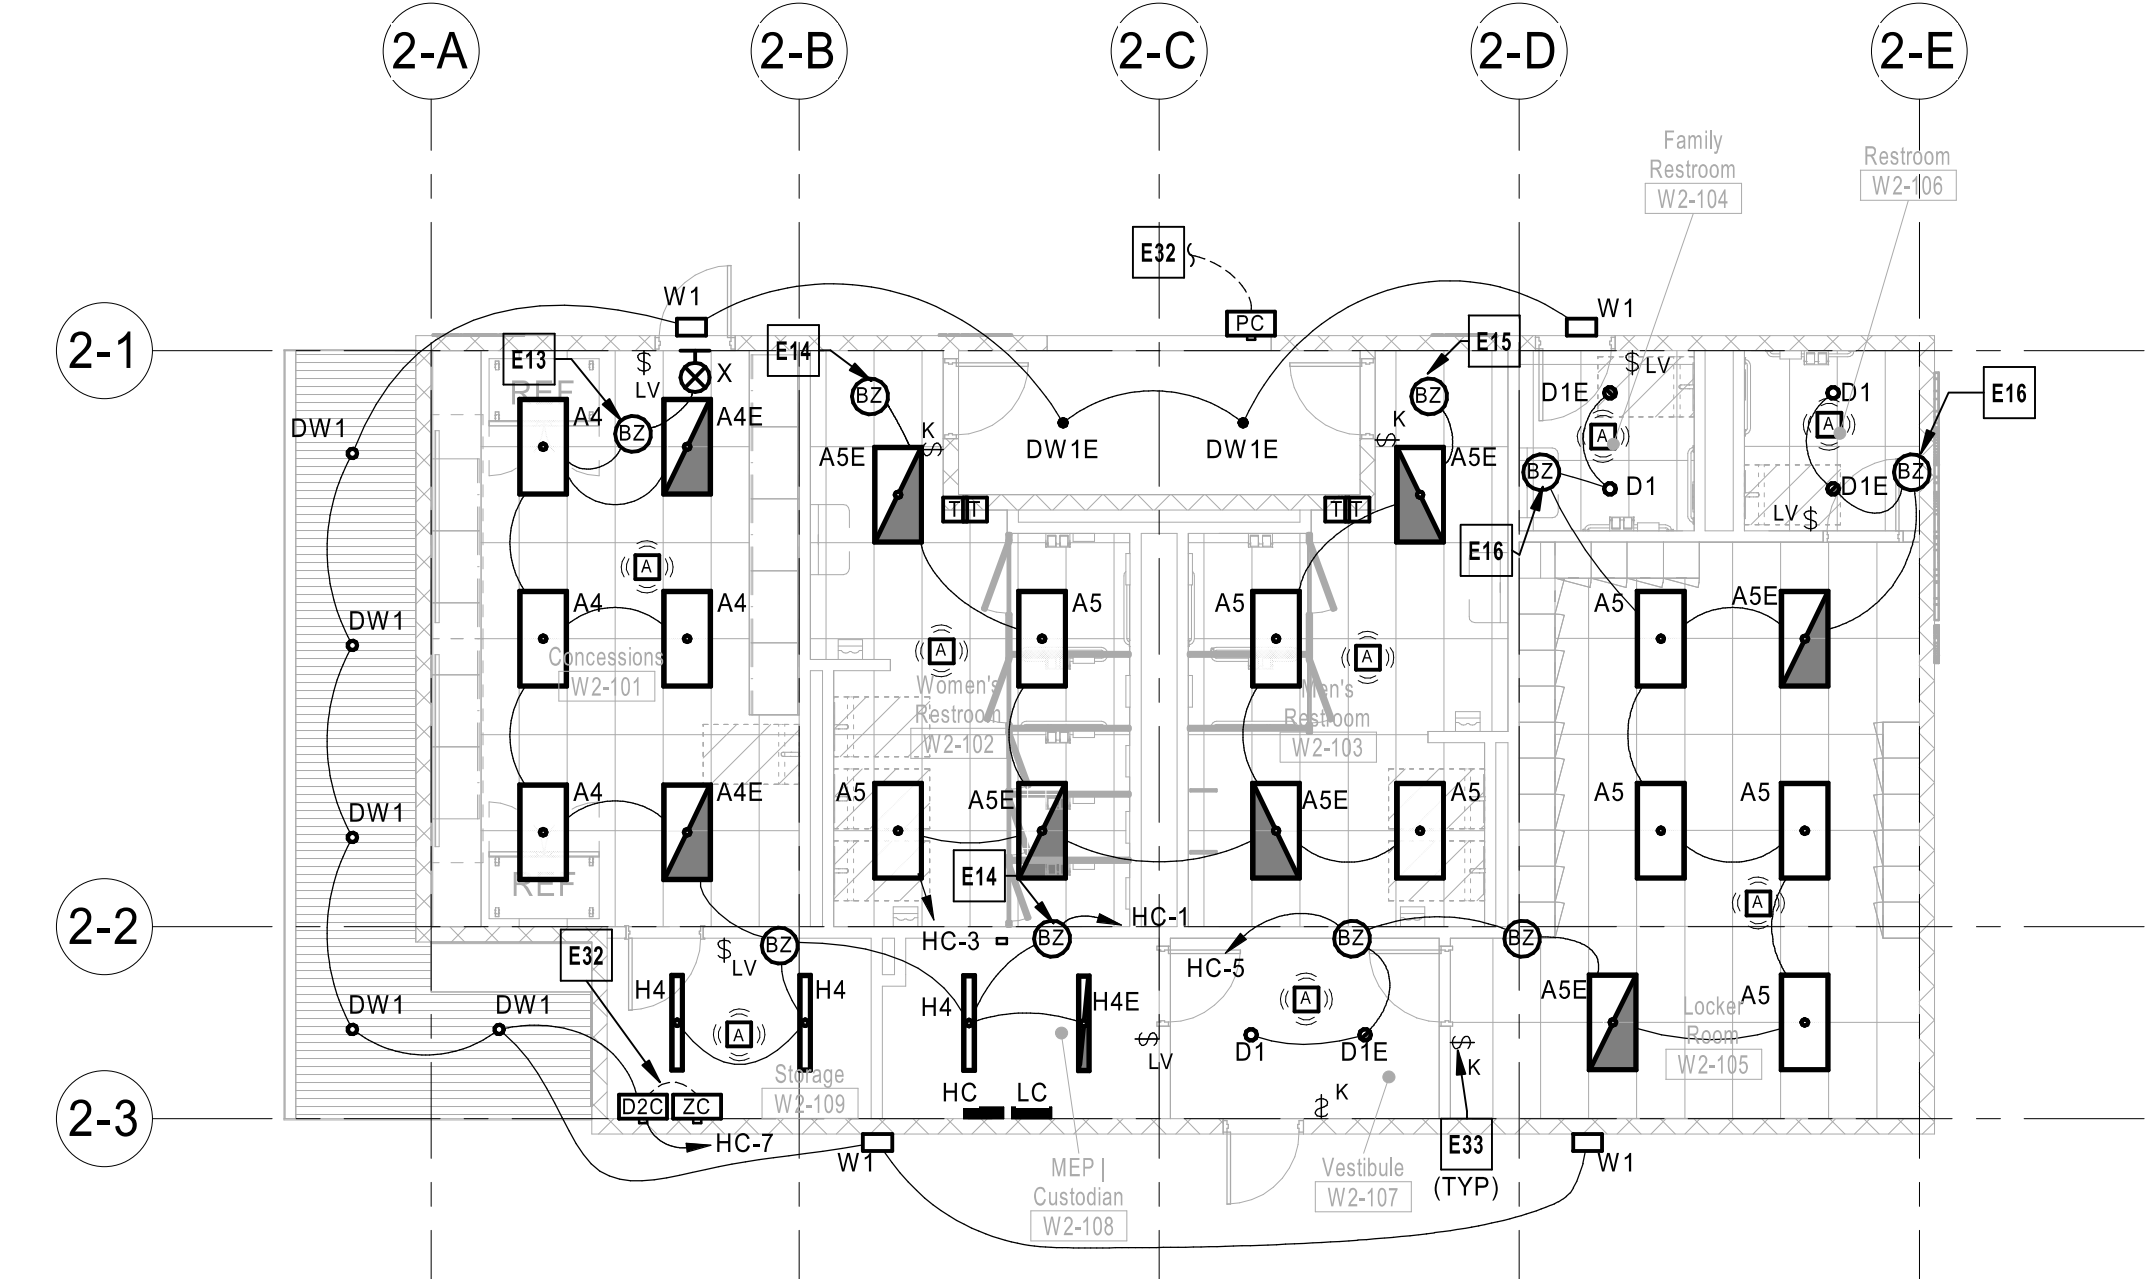 2-A 2-B 2-C 2-D 2-E
Family
Restroom
W2-104
Restroom
W2-106
E32
W1
W1
PC
2-1
E13
E14
E15
E16
$
LV
X
REF
BZ
BZ
$ LV
D1E
D1
A4
BZ
A4E
K
$
K
$
A
A
DW1
A5E
DW1E
DW1E
A5E
BZ
D1
D1E
BZ
LV $
T T
T T
E16
A
A4
A4
A5
A5
A5
A5E
DW1
A
A
Concessions
W2-101
Women's
Restroom
W2-102
Men's
Restroom
W2-103
A4
A4E
A5
A5E
A5E
A5
A5
A5
DW1
REF
E14
A
2-2
HC-1
HC-3
E32
$ LV
BZ
BZ
BZ
BZ
HC-5
H4
H4
H4
H4E
A
A5E
A5
DW1
DW1
A
Locker
Room
W2-105
D1
D1E
$
LV
$
K
Storage
W2-109
HC
LC
$ K
D2C
ZC
2-3
HC-7
W1
E33
(TYP)
W1
MEP |
Custodian
W2-108
Vestibule
W2-107